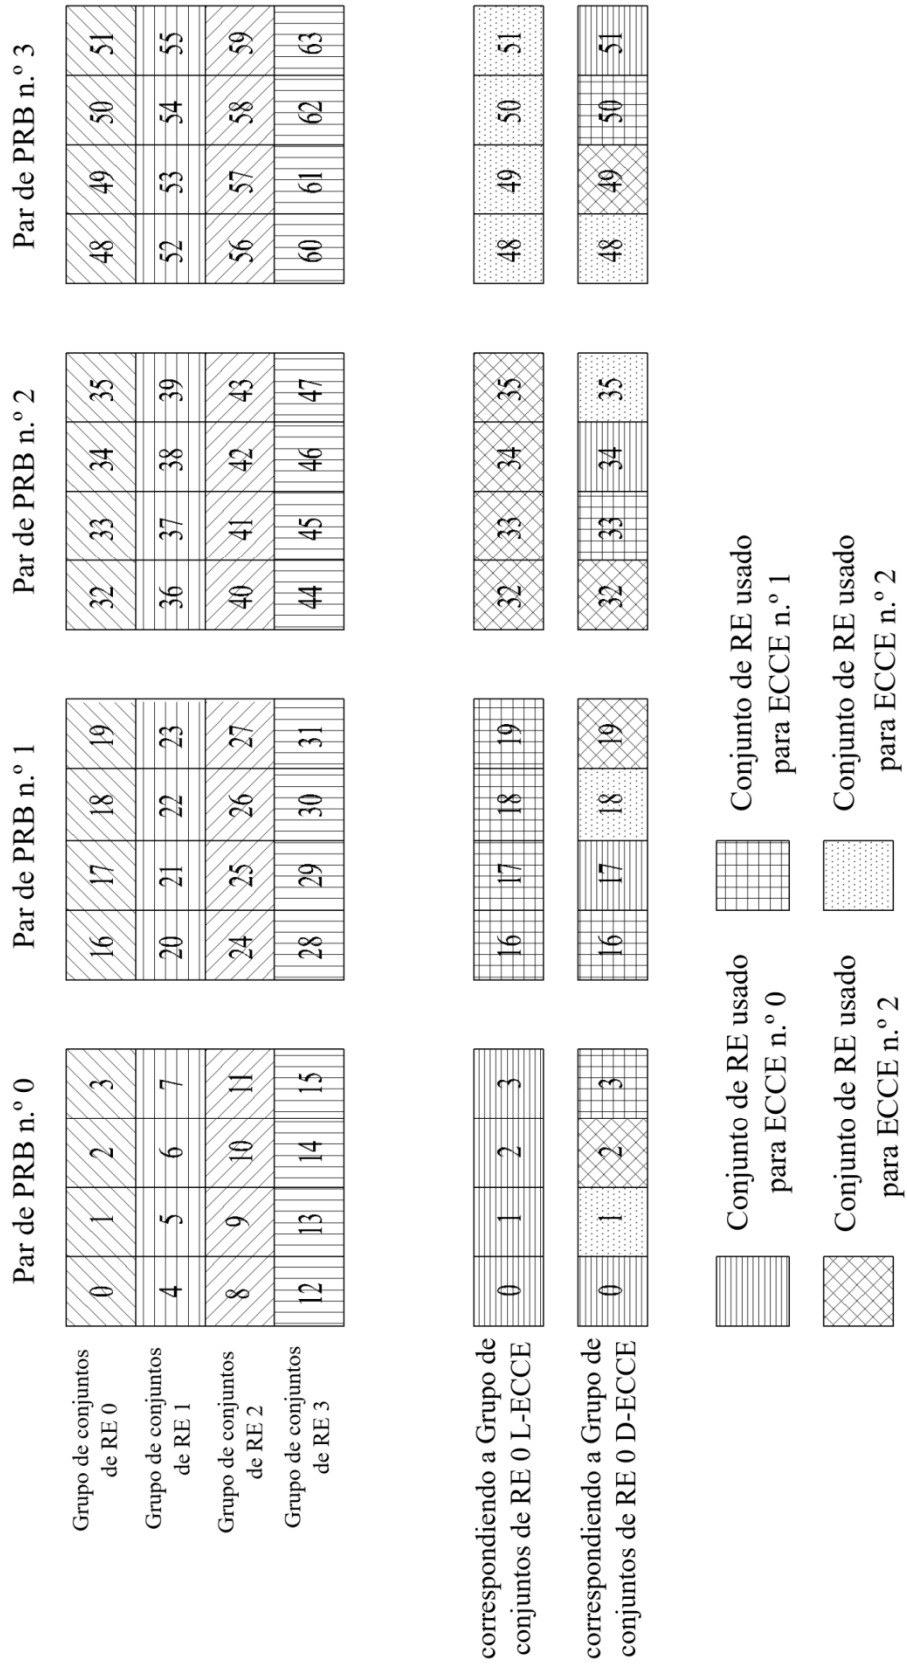 Par de PRB n.º 0
Par de PRB n.º 1
Par de PRB n.º 2
Par de PRB n.º 3
Grupo de conjuntos
de RE 0
0 1 2 3
16 17 18 19
32 33 34 35
48 49 50 51
Grupo de conjuntos
de RE 1
4 5 6 7
20 21 22 23
36 37 38 39
52 53 54 55
Grupo de conjuntos
de RE 2
8 9 10 11
24 25 26 27
40 41 42 43
56 57 58 59
Grupo de conjuntos
de RE 3
12 13 14 15
28 29 30 31
44 45 46 47
60 61 62 63
correspondiendo a Grupo de
conjuntos de RE 0 L-ECCE
0 1 2 3
16 17 18 19
32 33 34 35
48 49 50 51
correspondiendo a Grupo de
conjuntos de RE 0 D-ECCE
0 1 2 3
16 17 18 19
32 33 34 35
48 49 50 51
Conjunto de RE usado
para ECCE n.º 0
Conjunto de RE usado
para ECCE n.º 1
Conjunto de RE usado
para ECCE n.º 2
Conjunto de RE usado
para ECCE n.º 2